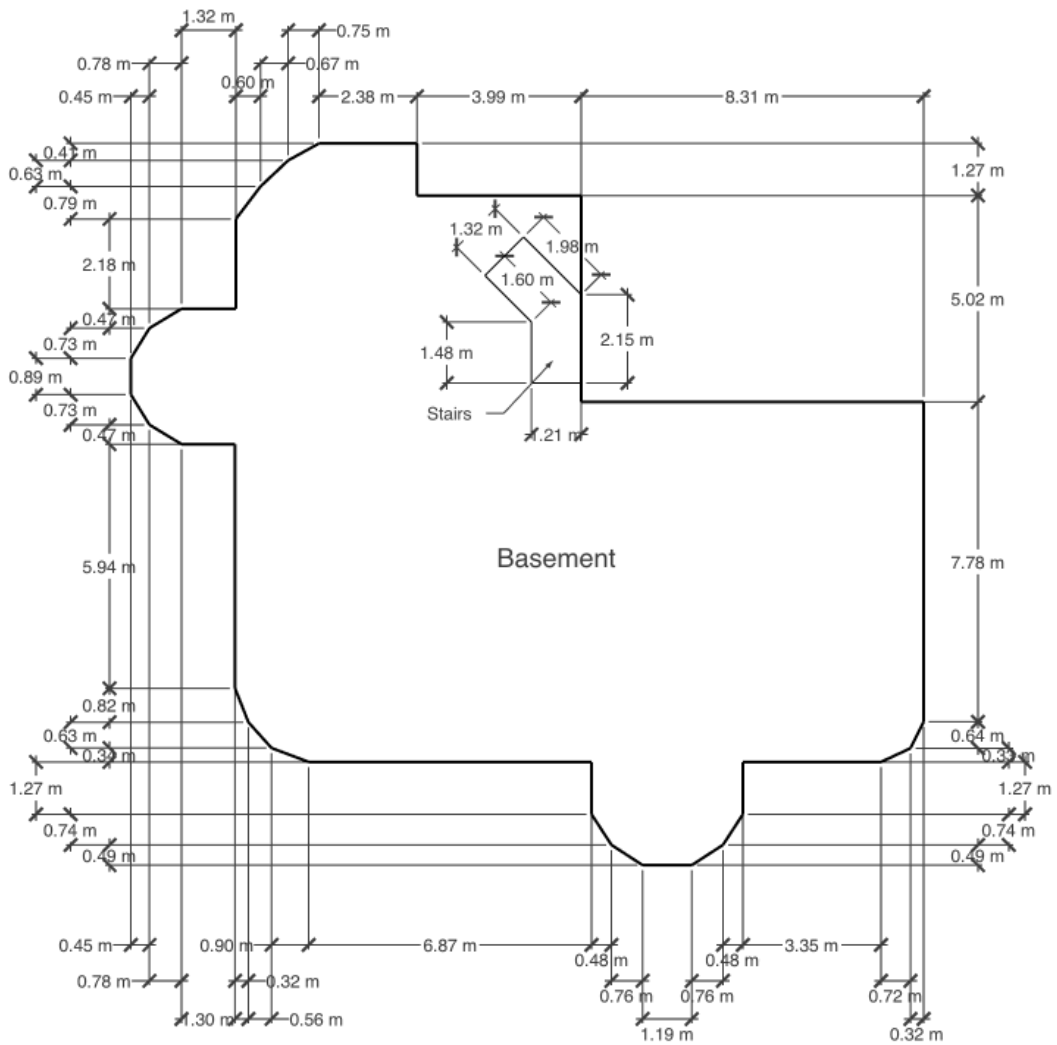 1.32 m
0.75 m
0.78 m
0.67 m
0.60 m
0.45 m
2.38 m
3.99 m
8.31 m
0.41 m
0.63 m
0.79 m
1.27 m
1.32 m
1.98 m
2.18 m
1.60 m
5.02 m
0.47 m
0.73 m
1.48 m
2.15 m
0.89 m
0.73 m
Stairs
0.47 m
1.21 m
Basement
5.94 m
7.78 m
0.82 m
0.63 m
0.34 m
0.64 m
0.33 m
1.27 m
1.27 m
0.74 m
0.74 m
0.49 m
0.49 m
0.45 m
0.90 m
6.87 m
0.48 m
0.48 m
3.35 m
0.78 m
0.32 m
0.76 m
0.76 m
0.72 m
1.30 m
0.56 m
1.19 m
0.32 m